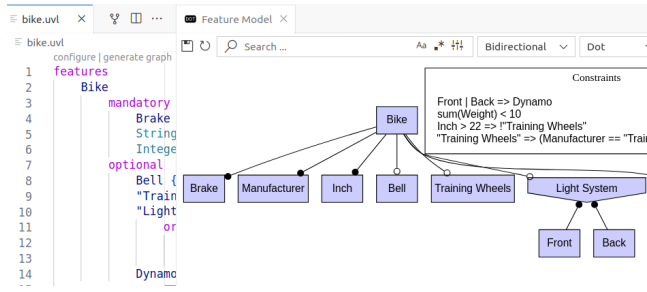 bike.uvl
Feature Model
bike.uvl
Search ...
Aa
Bidirectional
Dot
configure | generate graph
1 features
2 Bike
3 mandatory
4 Brake
5 String
6 Intege
7 optional
8 Bell {
9 "Train
10 "Light
11 or
12
13
14 Dynamo
Constraints
Front | Back => Dynamo
sum(Weight) < 10
Inch > 22 => !"Training Wheels"
"Training Wheels" => (Manufacturer == "Train
Bike
Brake
Manufacturer
Inch
Bell
Training Wheels
Light System
Front
Back